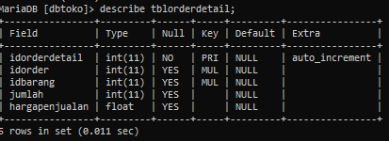 MariaDB [dbtoko]> describe tblorderdetail;
+----------------+---------+------+-----+---------+----------------+
| Field          | Type    | Null | Key | Default | Extra          |
+----------------+---------+------+-----+---------+----------------+
| idorderdetail  | int(11) | NO   | PRI | NULL    | auto_increment |
| idorder        | int(11) | YES  | MUL | NULL    |                |
| idbarang       | int(11) | YES  | MUL | NULL    |                |
| jumlah         | int(11) | YES  |     | NULL    |                |
| hargapenjualan | float   | YES  |     | NULL    |                |
+----------------+---------+------+-----+---------+----------------+
5 rows in set (0.011 sec)